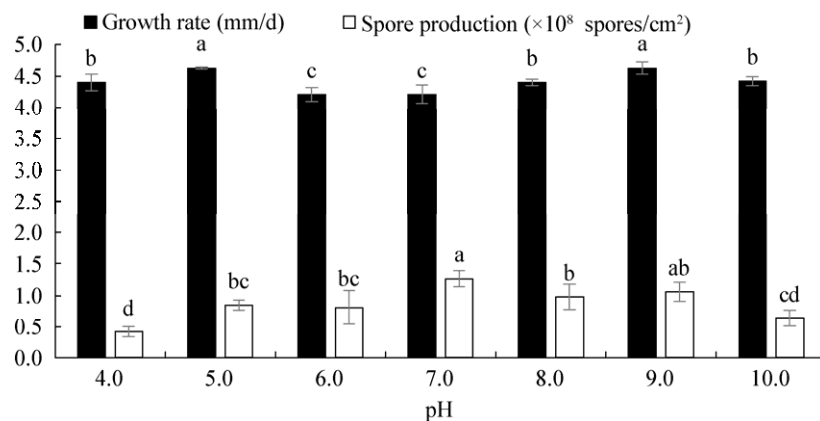 Growth rate (mm/d) Spore production (×10⁸ spores/cm²)
5.0
4.5
4.0
3.5
3.0
2.5
2.0
1.5
1.0
0.5
0.0
b a c c b a b
d bc bc a b ab cd
4.0 5.0 6.0 7.0 8.0 9.0 10.0
pH